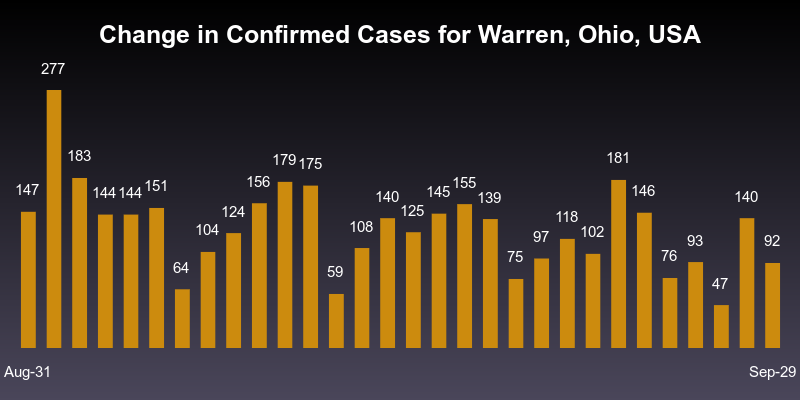 Change in Confirmed Cases for Warren, Ohio, USA
147 277 183 144 144 151 64 104 124 156 179 175 59 108 140 125 145 155 139 75 97 118 102 181 146 76 93 47 140 92
Aug-31 Sep-29